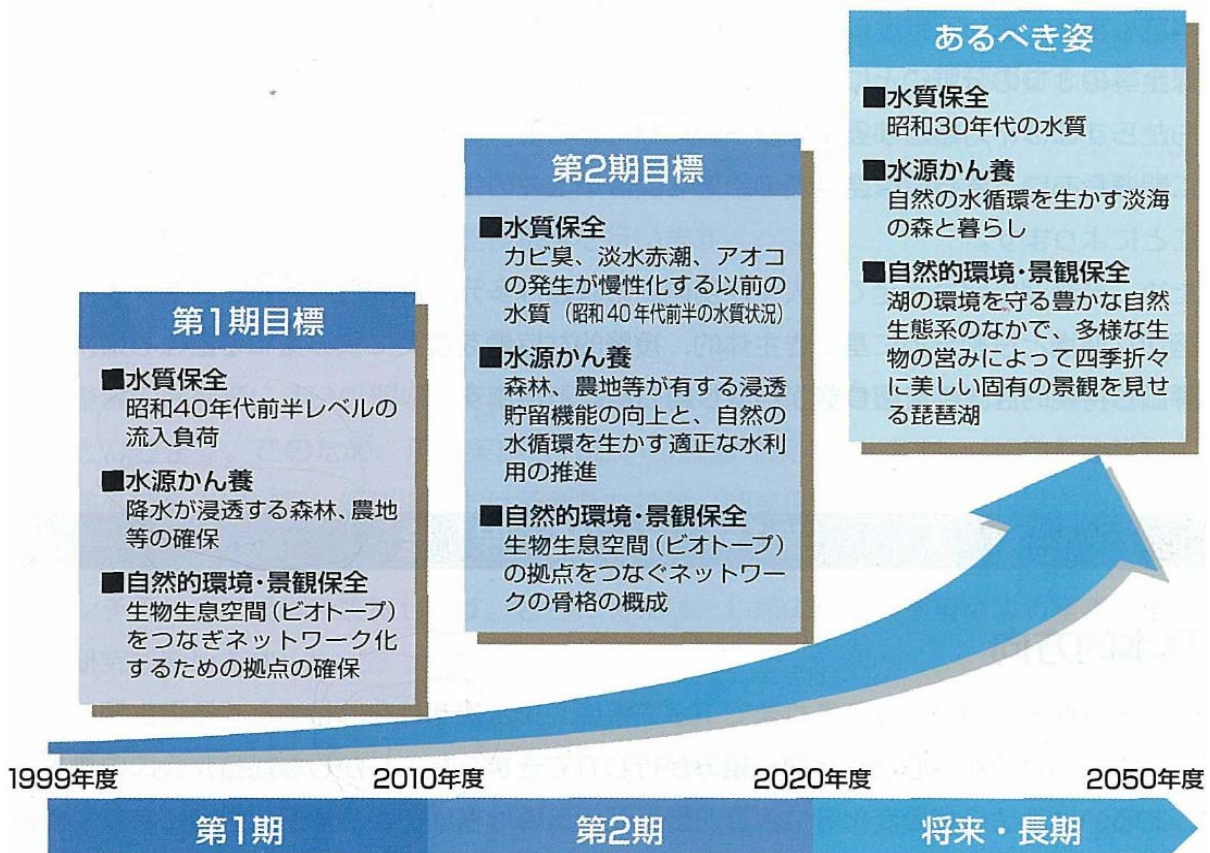 第1期目標
■水質保全
昭和40年代前半レベルの
流入負荷
■水源かん養
降水が浸透する森林、農地
等の確保
■自然的環境・景観保全
生物生息空間(ビオトープ)
をつなぎネットワーク化
するための拠点の確保
第2期目標
■水質保全
カビ臭、淡水赤潮、アオコ
の発生が慢性化する以前の
水質(昭和40年代前半の水質状況)
■水源かん養
森林、農地等が有する浸透
貯留機能の向上と、自然の
水循環を生かす適正な水利
用の推進
■自然的環境・景観保全
生物生息空間(ビオトープ)
の拠点をつなぐネットワー
クの骨格の概成
あるべき姿
■水質保全
昭和30年代の水質
■水源かん養
自然の水循環を生かす淡海
の森と暮らし
■自然的環境・景観保全
湖の環境を守る豊かな自然
生態系のなかで、多様な生
物の営みによって四季折々
に美しい固有の景観を見せ
る琵琶湖
1999年度
2010年度
2020年度
2050年度
第1期
第2期
将来・長期